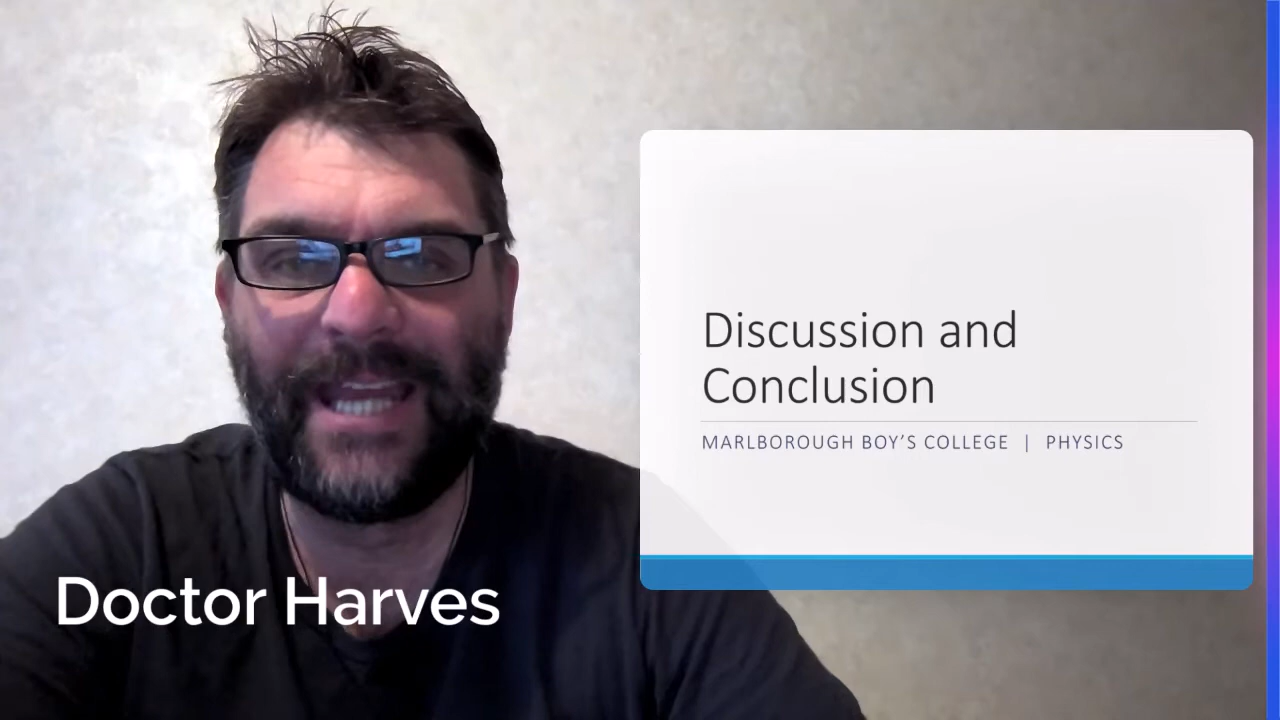 Discussion and
Conclusion
MARLBOROUGH BOY’S COLLEGE | PHYSICS
Doctor Harves